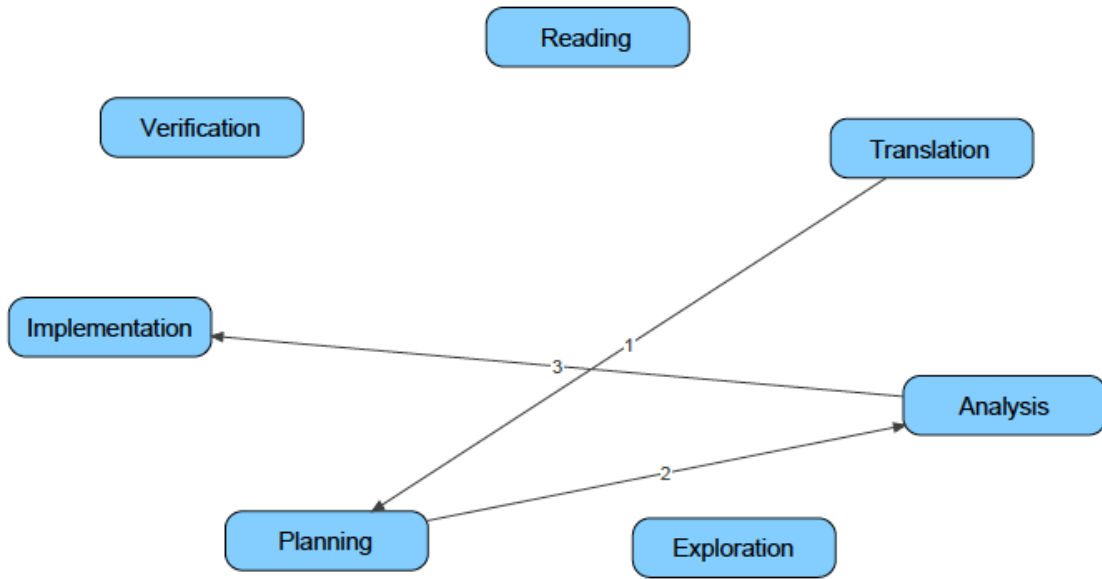 Reading
Verification
Translation
Implementation
1
3
Analysis
2
Planning
Exploration